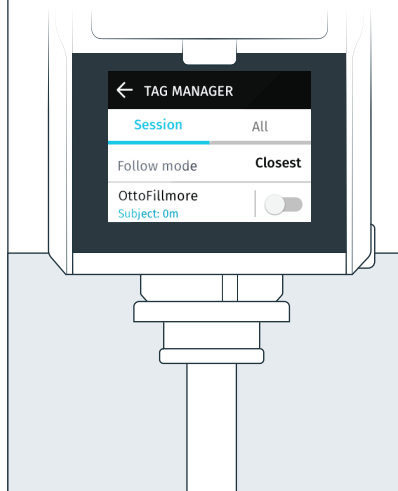 TAG MANAGER
Session All
Follow mode Closest
OttoFillmore
Subject: 0m